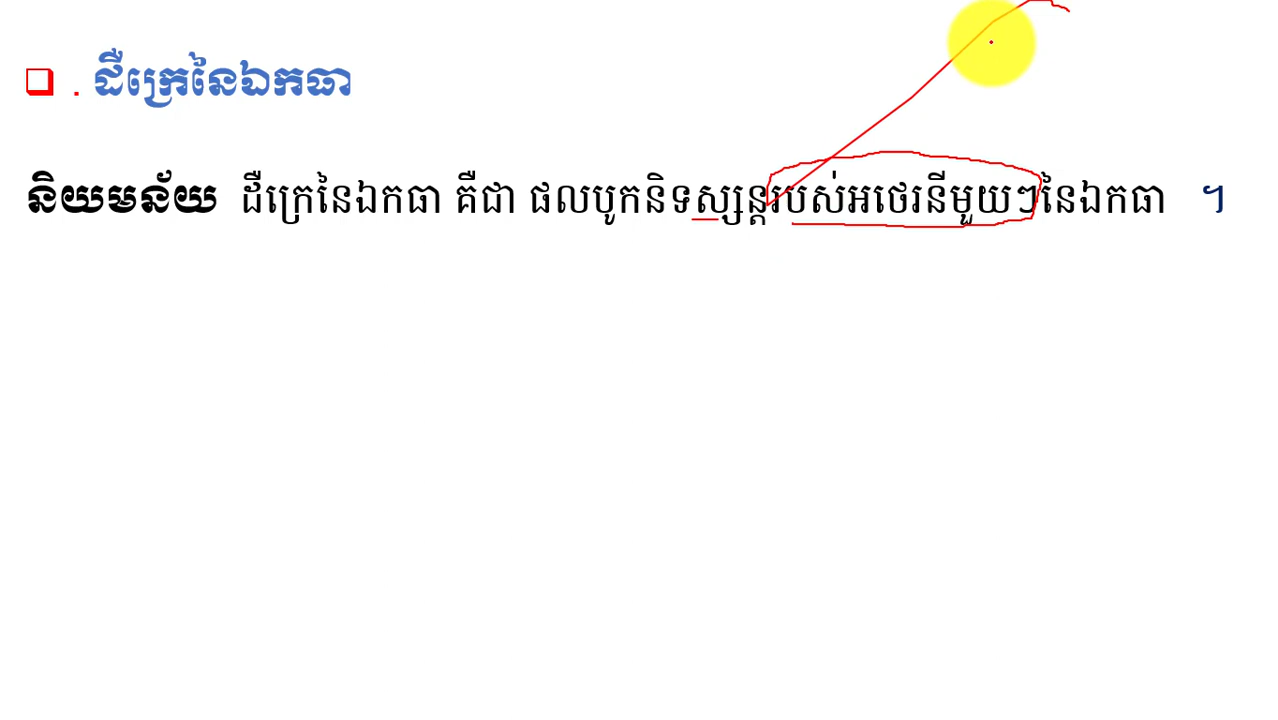 ❑ . ដឺក្រេនៃឯកធា
និយមន័យ ដឺក្រេនៃឯកធា គឺជា ផលបូកនិទស្សន្តរបស់អថេរនីមួយៗនៃឯកធា ។